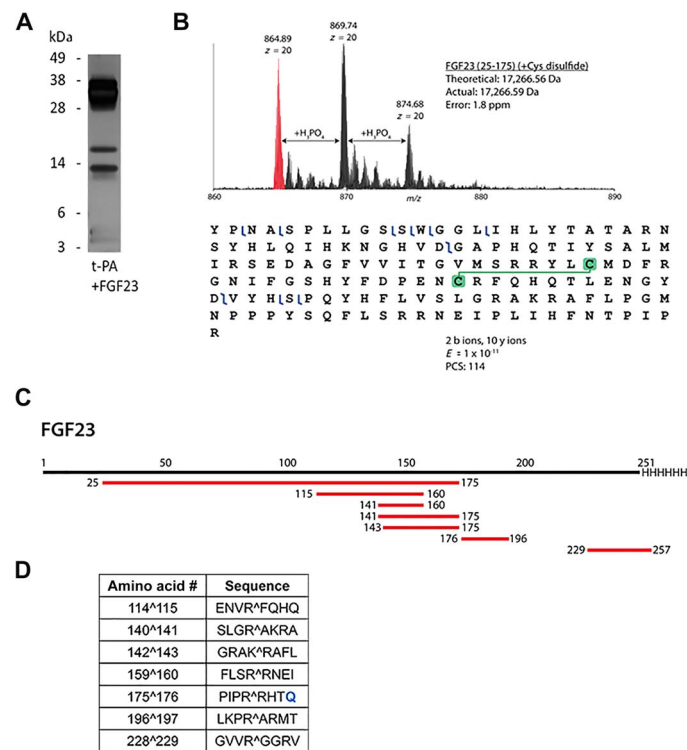 A
kDa
49 -
38 -
28 -
14 -
6 -
3 -
t-PA
+FGF23
B
864.89
z = 20
869.74
z = 20
874.68
z = 20
+H3PO4
+H3PO4
FGF23 (25-175) (+Cys disulfide)
Theoretical: 17,266.56 Da
Actual: 17,266.59 Da
Error: 1.8 ppm
860 870 880 890
m/z
Y P N A S P L L G S S W G G L I H L Y T A T A R N
S Y H L Q I H K N G H V D G A P H Q T I Y S A L M
I R S E D A G F V V I T G V M S R R Y L C M D F R
G N I F G S H Y F D P E N C R F Q H Q T L E N G Y
D V Y H S P Q Y H F L V S L G R A K R A F L P G M
N P P P Y S Q F L S R R N E I P L I H F N T P I P
R
2 b ions, 10 y ions
E = 1 x 10-11
PCS: 114
C
FGF23
1 50 100 150 200 251
HHHHHH
25 175
115 160
141 160
141 175
143 175
176 196
229 257
D
Amino acid # Sequence
114^115 ENVR^FQHQ
140^141 SLGR^AKRA
142^143 GRAK^RAFL
159^160 FLSR^RNEI
175^176 PIPR^RHTQ
196^197 LKPR^ARMT
228^229 GVVR^GGRV